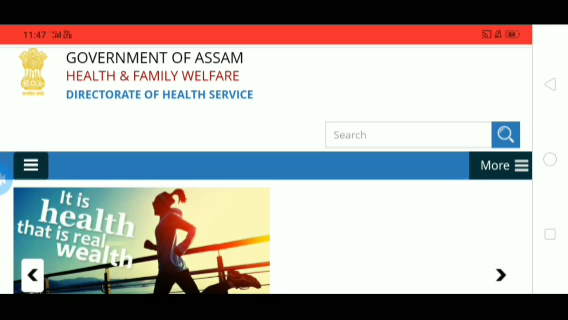 11:47
GOVERNMENT OF ASSAM
HEALTH & FAMILY WELFARE
DIRECTORATE OF HEALTH SERVICE
Search
More
It is
health
that is real
wealth